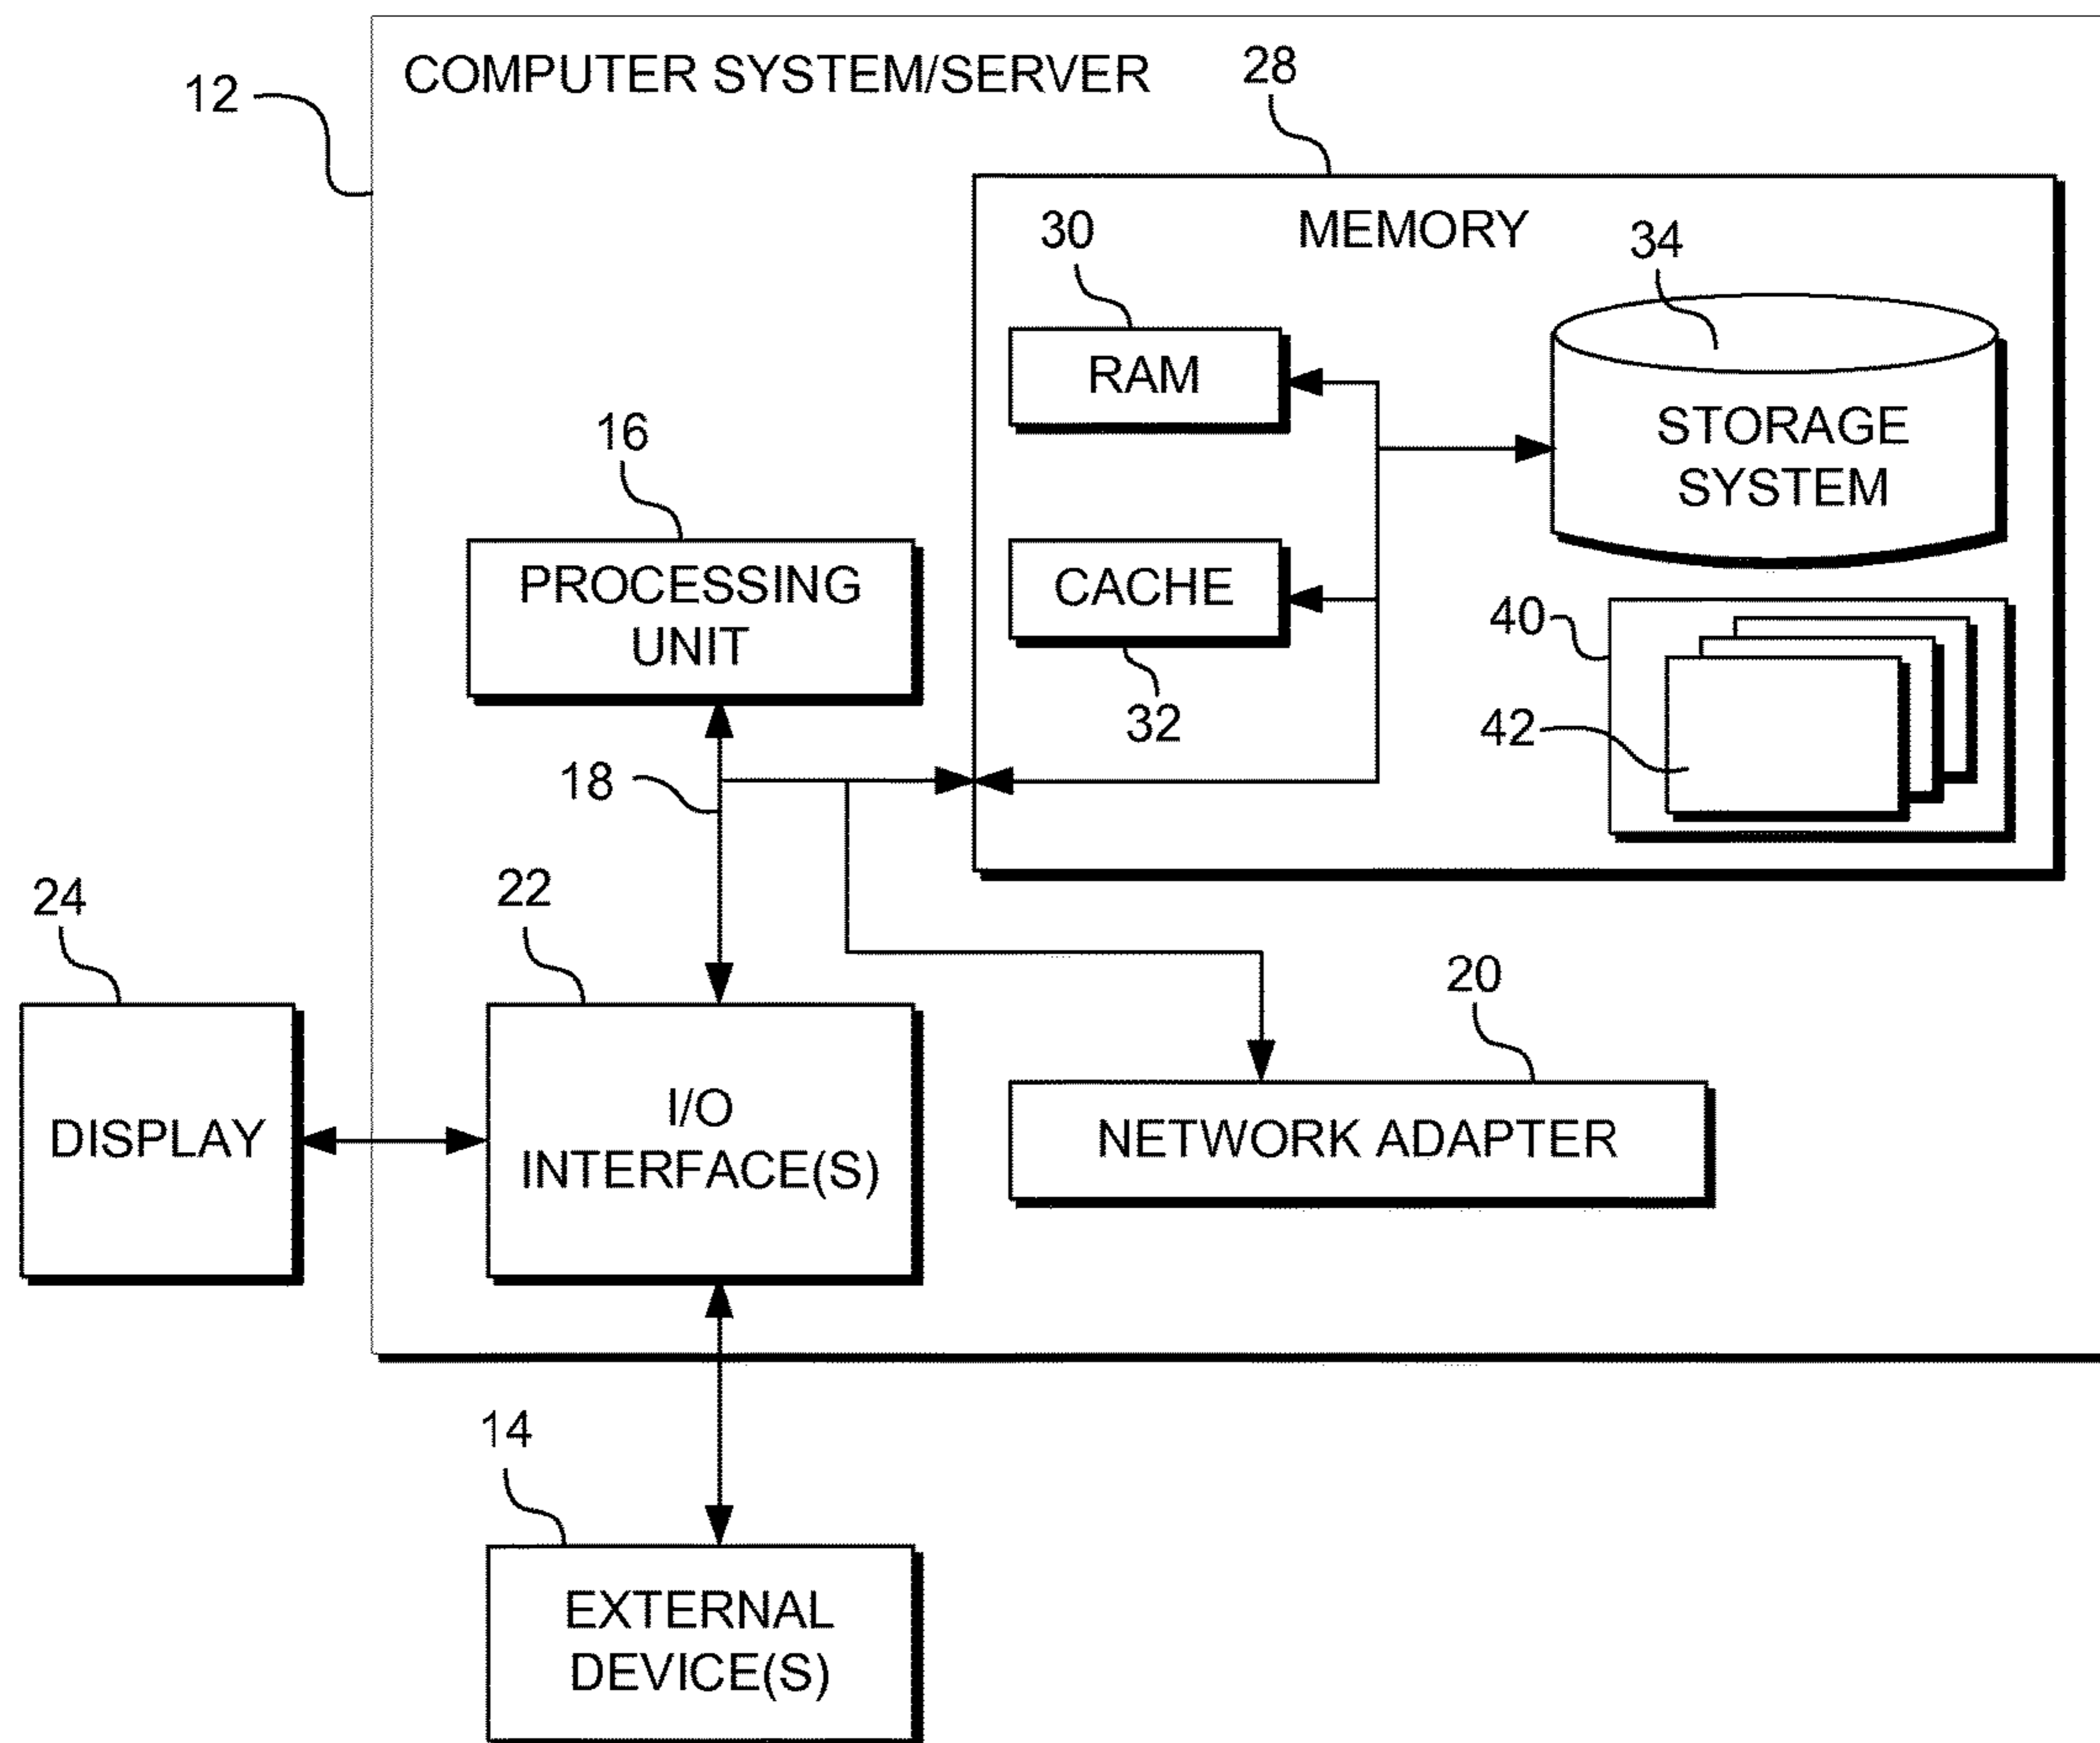 COMPUTER SYSTEM/SERVER
28
12
MEMORY
30
34
RAM
STORAGE
SYSTEM
16
PROCESSING
UNIT
CACHE
40
32
42
18
24
22
20
DISPLAY
I/O
INTERFACE(S)
NETWORK ADAPTER
14
EXTERNAL
DEVICE(S)